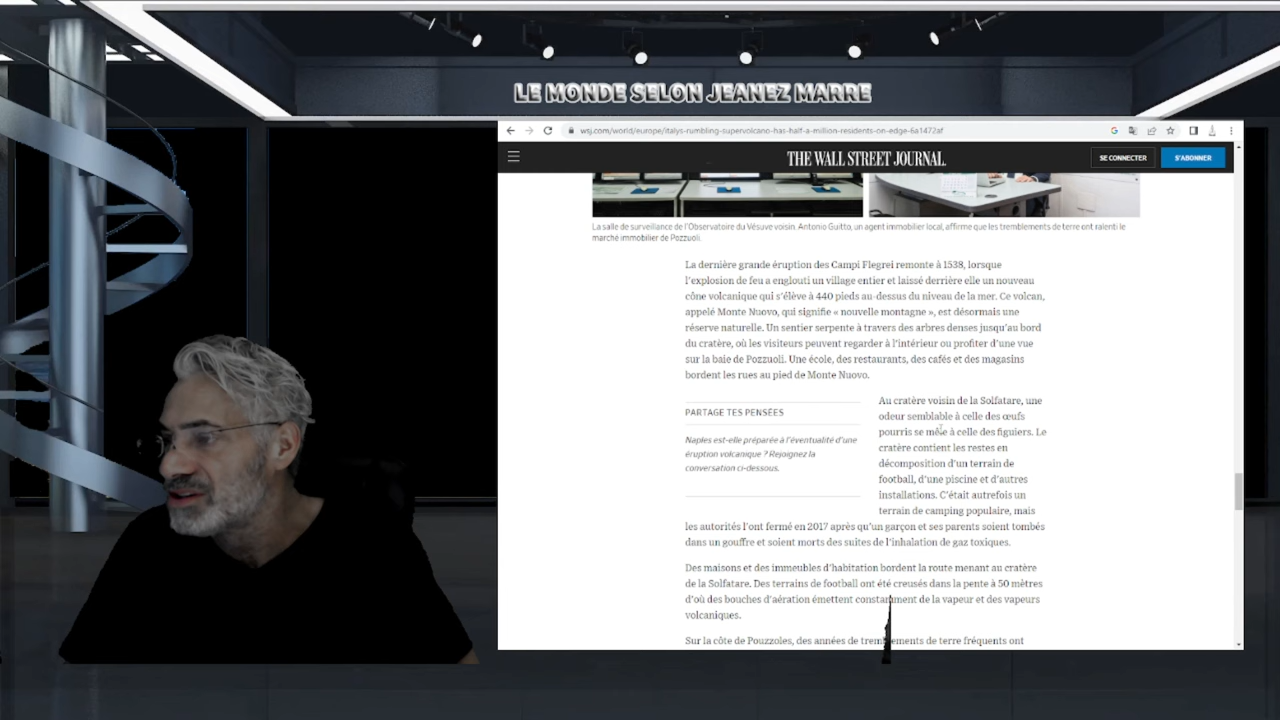 LE MONDE SELON JEANEZ MARRE
wsj.com/world/europe/italys-rumbling-supervolcano-has-half-a-million-residents-on-edge-6a1472af
THE WALL STREET JOURNAL.
SE CONNECTER
S'ABONNER
La salle de surveillance de l'Observatoire du Vésuve voisin. Antonio Guitto, un agent immobilier local, affirme que les tremblements de terre ont ralenti le
marché immobilier de Pozzuoli.
La dernière grande éruption des Campi Flegrei remonte à 1538, lorsque
l'explosion de feu a englouti un village entier et laissé derrière elle un nouveau
cône volcanique qui s'élève à 440 pieds au-dessus du niveau de la mer. Ce volcan,
appelé Monte Nuovo, qui signifie « nouvelle montagne », est désormais une
réserve naturelle. Un sentier serpente à travers des arbres denses jusqu'au bord
du cratère, où les visiteurs peuvent regarder à l'intérieur ou profiter d'une vue
sur la baie de Pozzuoli. Une école, des restaurants, des cafés et des magasins
bordent les rues au pied de Monte Nuovo.
PARTAGE TES PENSÉES
Naples est-elle préparée à l'éventualité d'une
éruption volcanique ? Rejoignez la
conversation ci-dessous.
Au cratère voisin de la Solfatare, une
odeur semblable à celle des œufs
pourris se mêle à celle des figuiers. Le
cratère contient les restes en
décomposition d'un terrain de
football, d'une piscine et d'autres
installations. C'était autrefois un
terrain de camping populaire, mais
les autorités l'ont fermé en 2017 après qu'un garçon et ses parents soient tombés
dans un gouffre et soient morts des suites de l'inhalation de gaz toxiques.
Des maisons et des immeubles d'habitation bordent la route menant au cratère
de la Solfatare. Des terrains de football ont été creusés dans la pente à 50 mètres
d'où des bouches d'aération émettent constamment de la vapeur et des vapeurs
volcaniques.
Sur la côte de Pouzzoles, des années de tremblements de terre fréquents ont